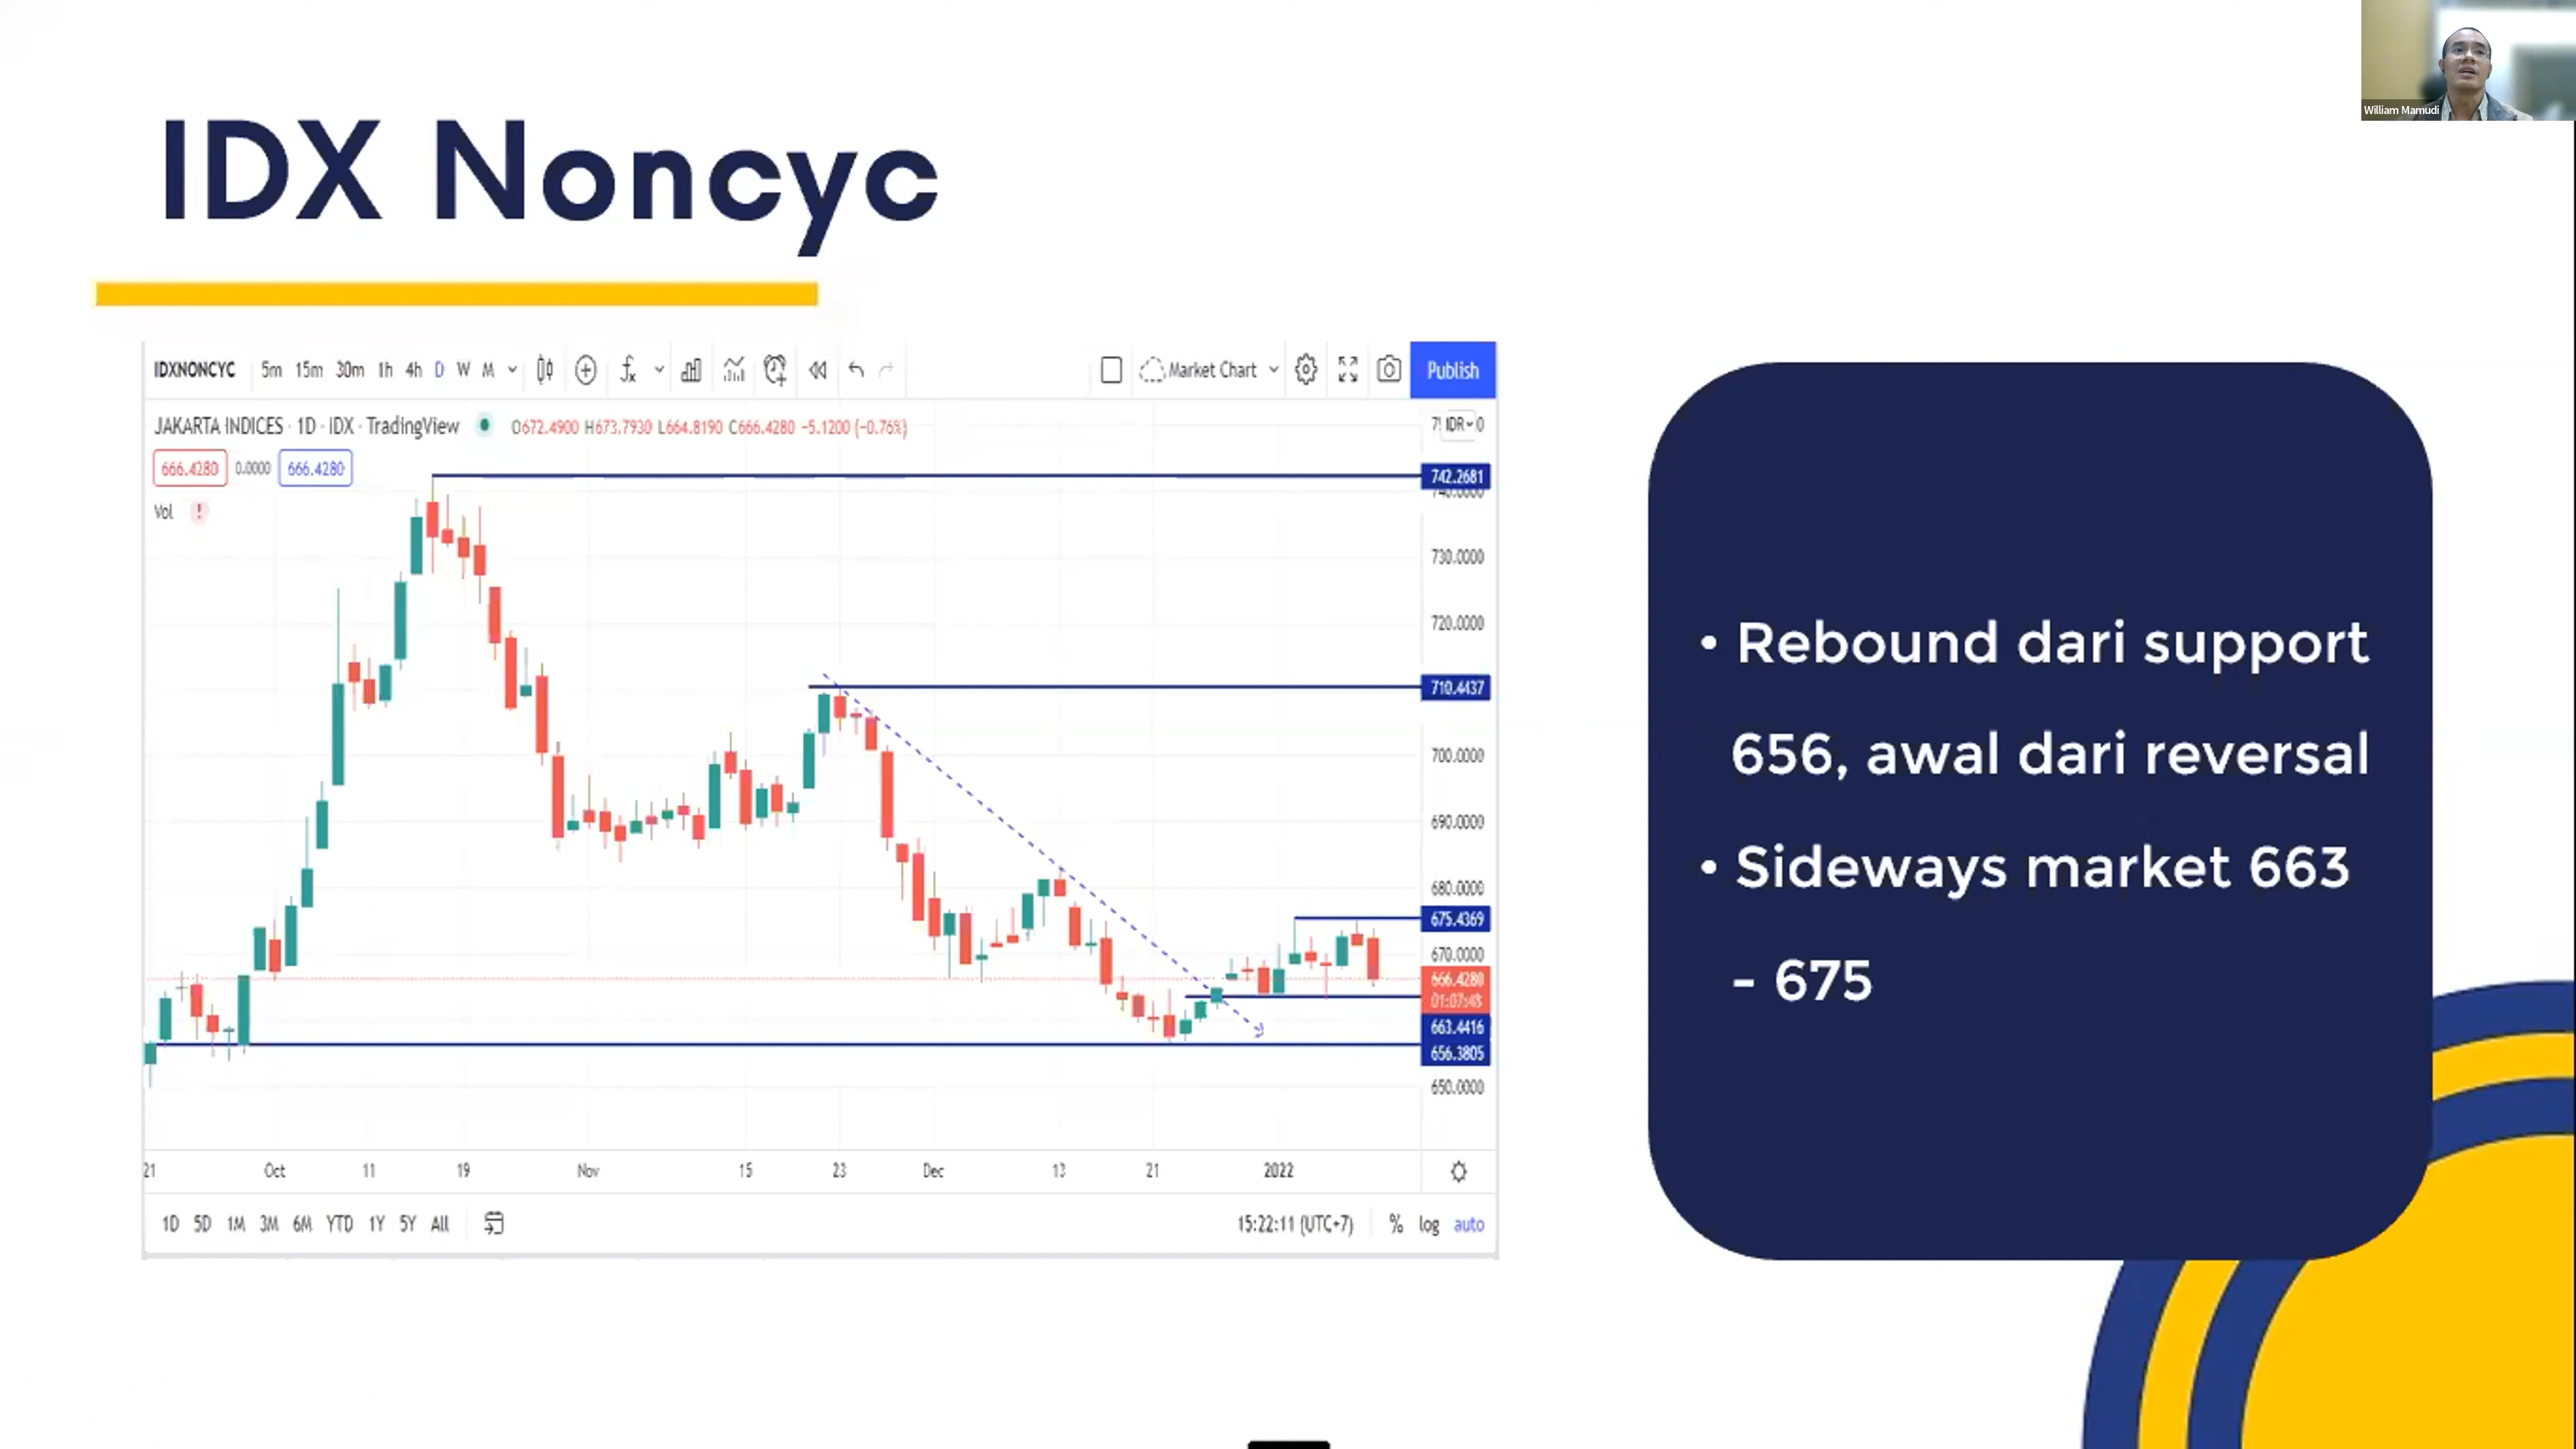 William Mamudi
IDX Noncyc
IDXNONCYC 5m 15m 30m 1h 4h D W M Market Chart Publish
JAKARTA INDICES · 1D · IDX · TradingView O672.4900 H673.7930 L664.8190 C666.4280 −5.1200 (−0.76%)
IDR
666.4280 0.0000 666.4280
Vol
742.2681
730.0000
720.0000
710.4437
700.0000
690.0000
680.0000
675.4369
670.0000
666.4280
01:07:48
663.4416
656.3805
650.0000
21 Oct 11 19 Nov 15 23 Dec 13 21 2022
1D 5D 1M 3M 6M YTD 1Y 5Y All 15:22:11 (UTC+7) % log auto
• Rebound dari support
656, awal dari reversal
• Sideways market 663
- 675